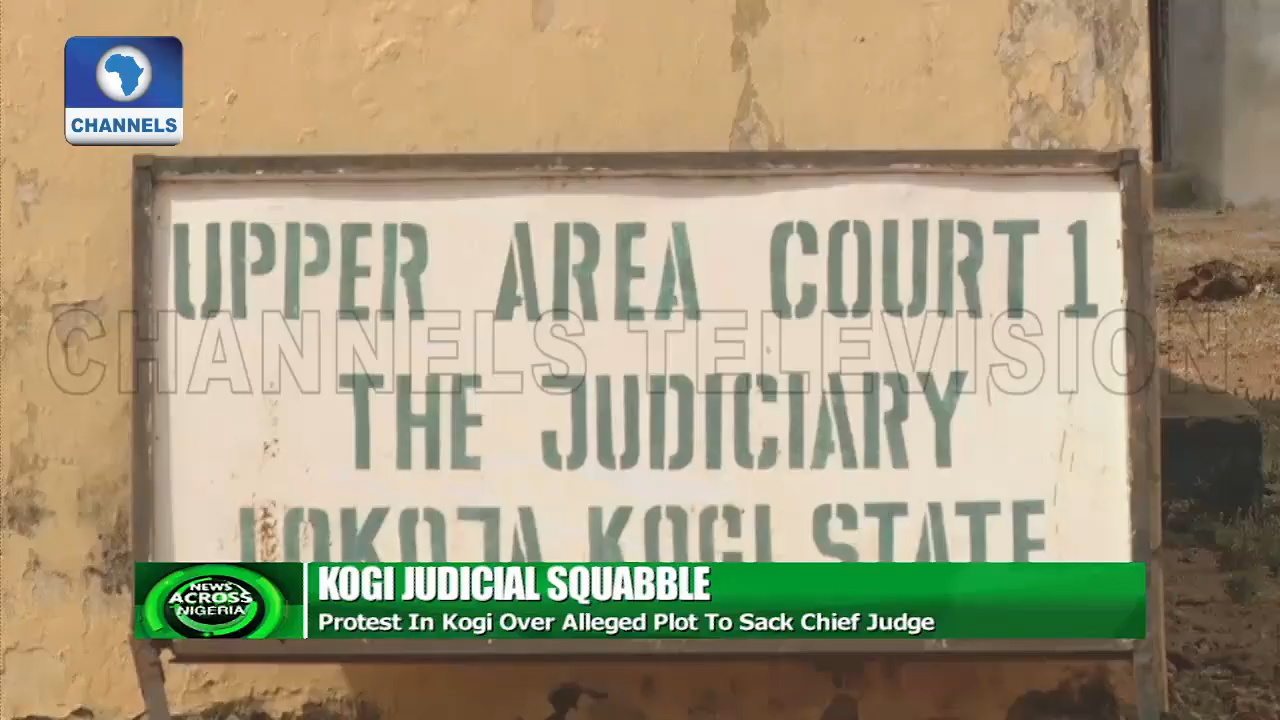 CHANNELS
UPPER AREA COURT 1
CHANNELS TELEVISION
THE JUDICIARY
LOKOJA KOGI STATE
NEWS ACROSS NIGERIA
KOGI JUDICIAL SQUABBLE
Protest In Kogi Over Alleged Plot To Sack Chief Judge